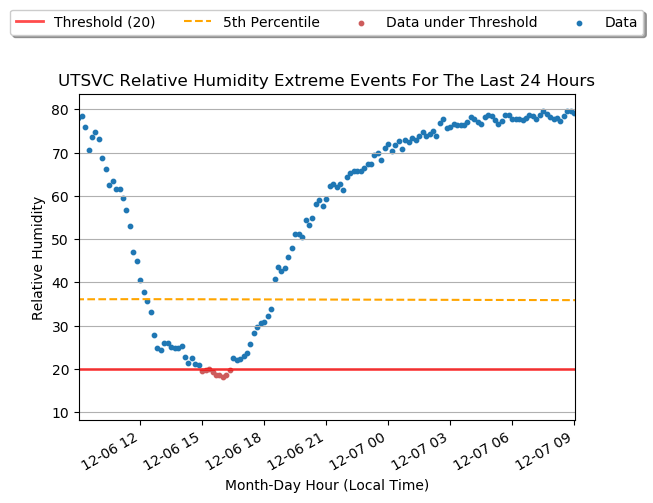 Threshold (20) 5th Percentile Data under Threshold Data
UTSVC Relative Humidity Extreme Events For The Last 24 Hours
80
70
60
50
40
30
20
10
Relative Humidity
12-06 12 12-06 15 12-06 18 12-06 21 12-07 00 12-07 03 12-07 06 12-07 09
Month-Day Hour (Local Time)